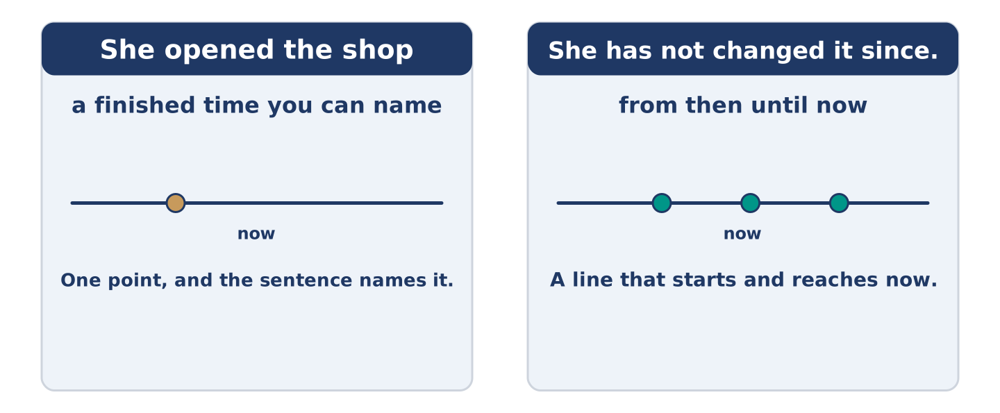 She opened the shop
a finished time you can name
now
One point, and the sentence names it.
She has not changed it since.
from then until now
now
A line that starts and reaches now.